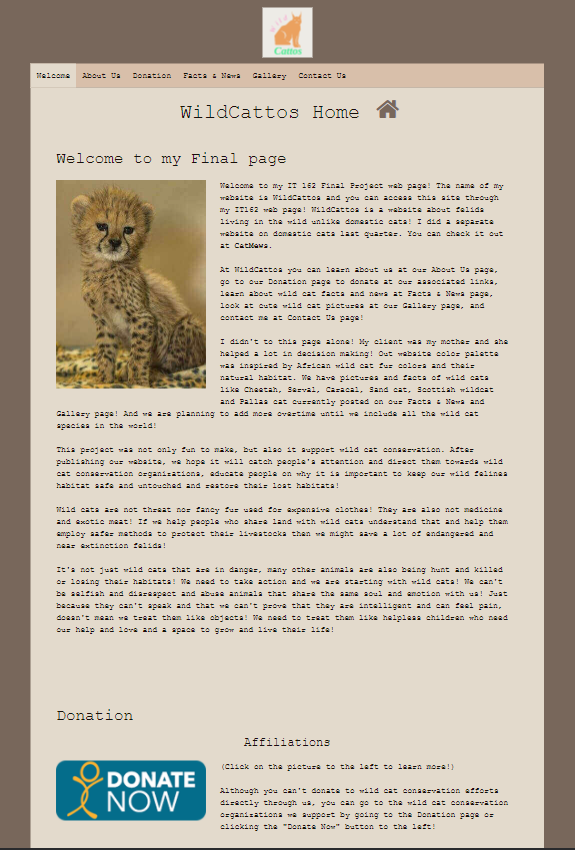 Wild
Cattos
Welcome About Us Donation Facts & News Gallery Contact Us
WildCattos Home
Welcome to my Final page
Welcome to my IT 162 Final Project web page! The name of my
website is WildCattos and you can access this site through
my IT162 web page! WildCattos is a website about felids
living in the wild unlike domestic cats! I did a separate
website on domestic cats last quarter. You can check it out
at CatNews.
At WildCattos you can learn about us at our About Us page,
go to our Donation page to donate at our associated links,
learn about wild cat facts and news at Facts & News page,
look at cute wild cat pictures at our Gallery page, and
contact me at Contact Us page!
I didn't to this page alone! My client was my mother and she
helped a lot in decision making! Out website color palette
was inspired by African wild cat fur colors and their
natural habitat. We have pictures and facts of wild cats
like Cheetah, Serval, Caracal, Sand cat, Scottish wildcat
and Pallas cat currently posted on our Facts & News and
Gallery page! And we are planning to add more overtime until we include all the wild cat
species in the world!
This project was not only fun to make, but also it support wild cat conservation. After
publishing our website, we hope it will catch people's attention and direct them towards wild
cat conservation organizations, educate people on why it is important to keep our wild felines
habitat safe and untouched and restore their lost habitats!
Wild cats are not threat nor fancy fur used for expensive clothes! They are also not medicine
and exotic meat! If we help people who share land with wild cats understand that and help them
employ safer methods to protect their livestocks then we might save a lot of endangered and
near extinction felids!
It's not just wild cats that are in danger, many other animals are also being hunt and killed
or losing their habitats! We need to take action and we are starting with wild cats! We can't
be selfish and disrespect and abuse animals that share the same soul and emotion with us! Just
because they can't speak and that we can't prove that they are intelligent and can feel pain,
doesn't mean we treat them like objects! We need to treat them like helpless children who need
our help and love and a space to grow and live their life!
Donation
Affiliations
DONATE
NOW
(Click on the picture to the left to learn more!)
Although you can't donate to wild cat conservation efforts
directly through us, you can go to the wild cat conservation
organizations we support by going to the Donation page or
clicking the "Donate Now" button to the left!